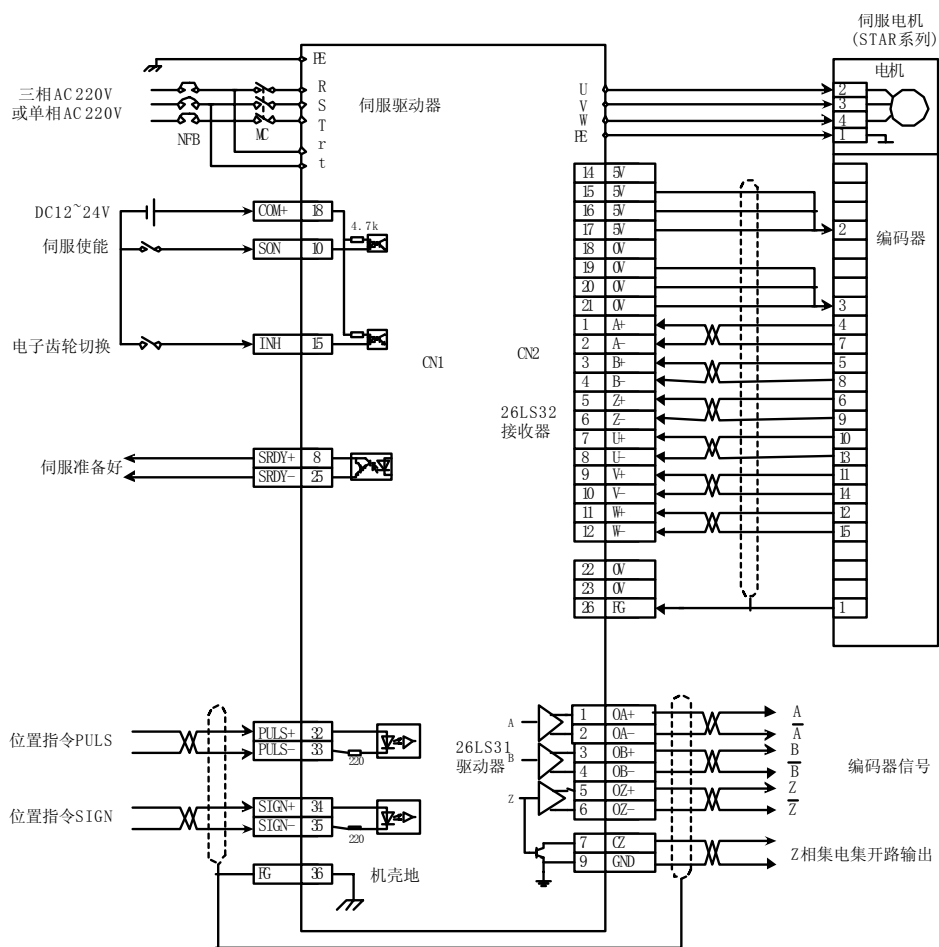 伺服电机
(STAR系列)
电机
PE
R
S
T
r
t
三相AC220V
或单相AC220V
NFB
MC
伺服驱动器
U
V
W
PE
2
3
4
1
DC12~24V
COM+ 18
4.7k
伺服使能
SON 10
电子齿轮切换
INH 15
CN1
CN2
伺服准备好
SRDY+ 8
SRDY- 25
14 5V
15 5V
16 5V
17 5V
18 0V
19 0V
20 0V
21 0V
1 A+
2 A-
3 B+
4 B-
5 Z+
6 Z-
7 U+
8 U-
9 V+
10 V-
11 W+
12 W-
22 0V
23 0V
26 FG
26LS32
接收器
编码器
2
3
4
7
5
8
6
9
10
13
11
14
12
15
1
位置指令PULS
PULS+ 32
PULS- 33
220
位置指令SIGN
SIGN+ 34
SIGN- 35
220
FG 36
机壳地
26LS31
驱动器
A
B
Z
1 OA+
2 OA-
3 OB+
4 OB-
5 OZ+
6 OZ-
7 CZ
9 GND
A
A
B
B
Z
Z
编码器信号
Z相集电集开路输出